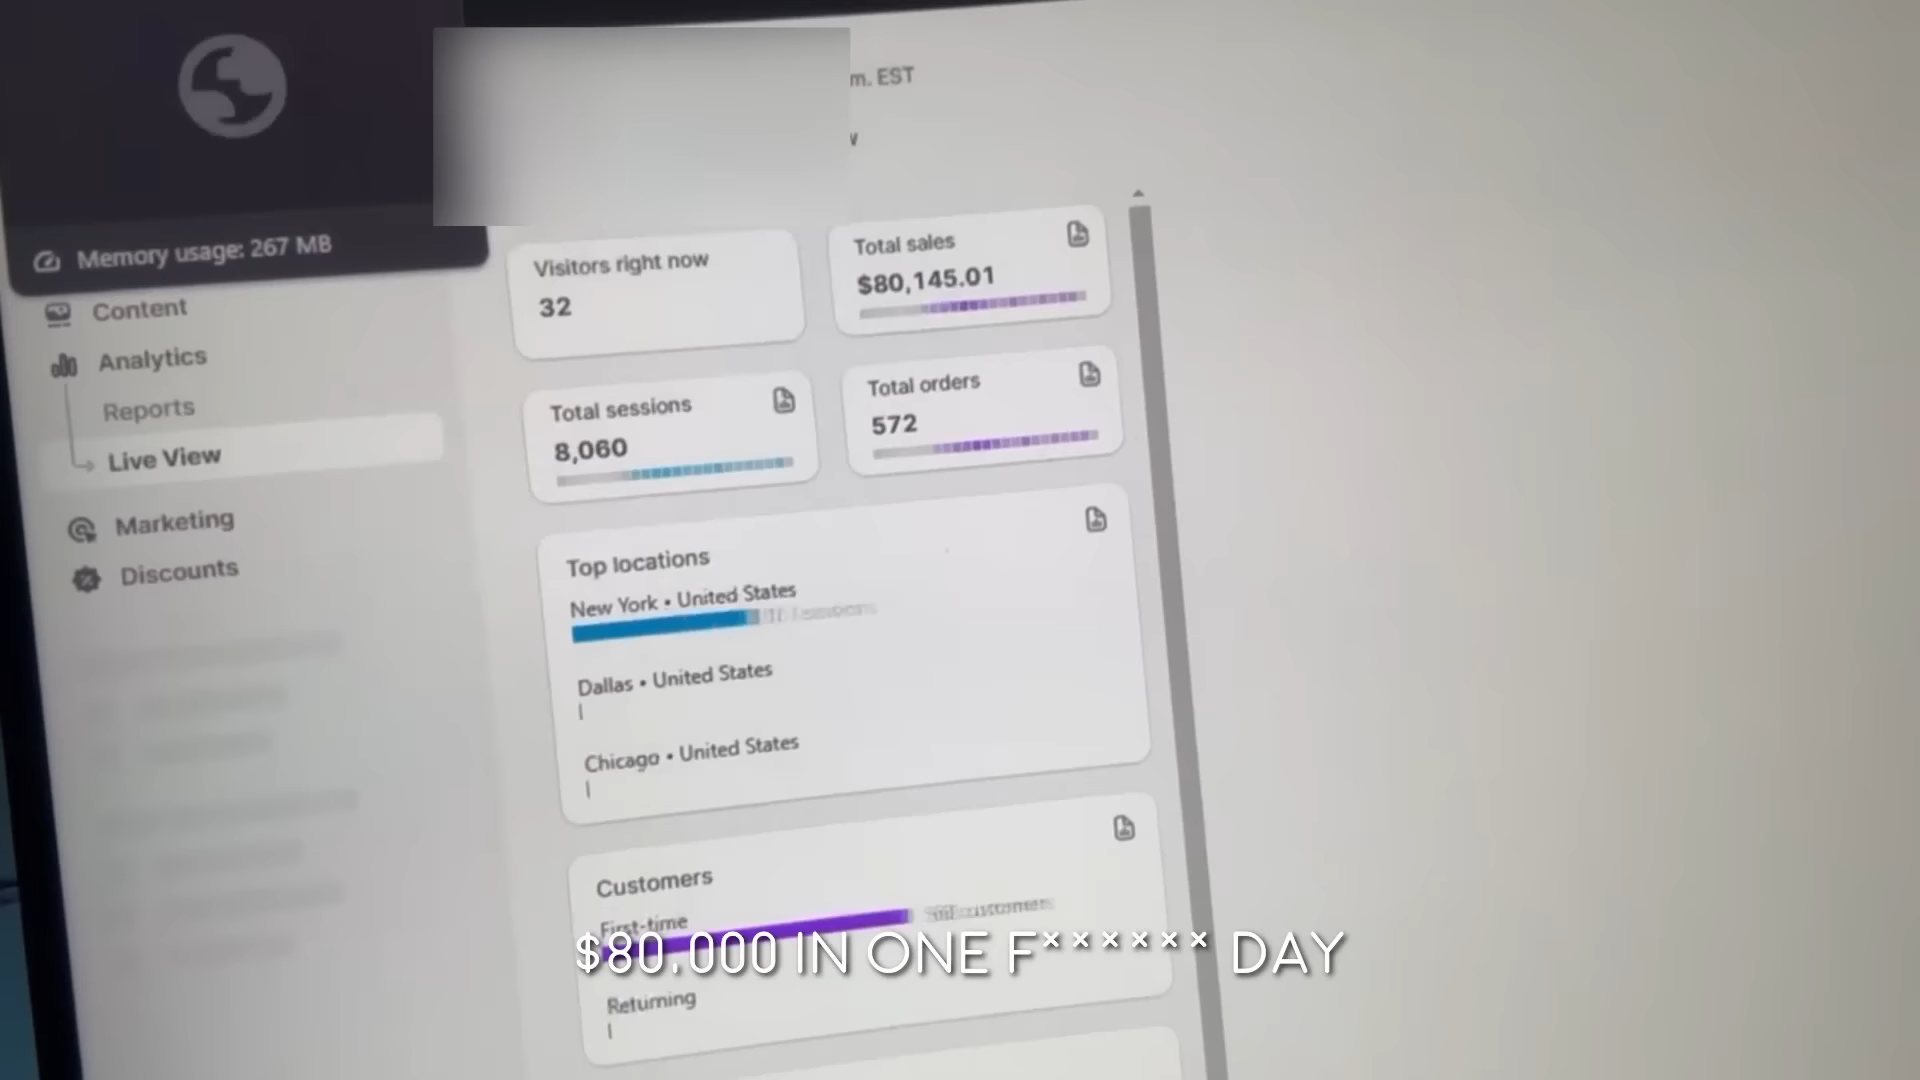 m. EST
w
Memory usage: 267 MB
Content
Analytics
Reports
Live View
Marketing
Discounts
Visitors right now
32
Total sales
$80,145.01
Total sessions
8,060
Total orders
572
Top locations
New York • United States
Dallas • United States
Chicago • United States
Customers
First-time
Returning
$80,000 IN ONE F****** DAY